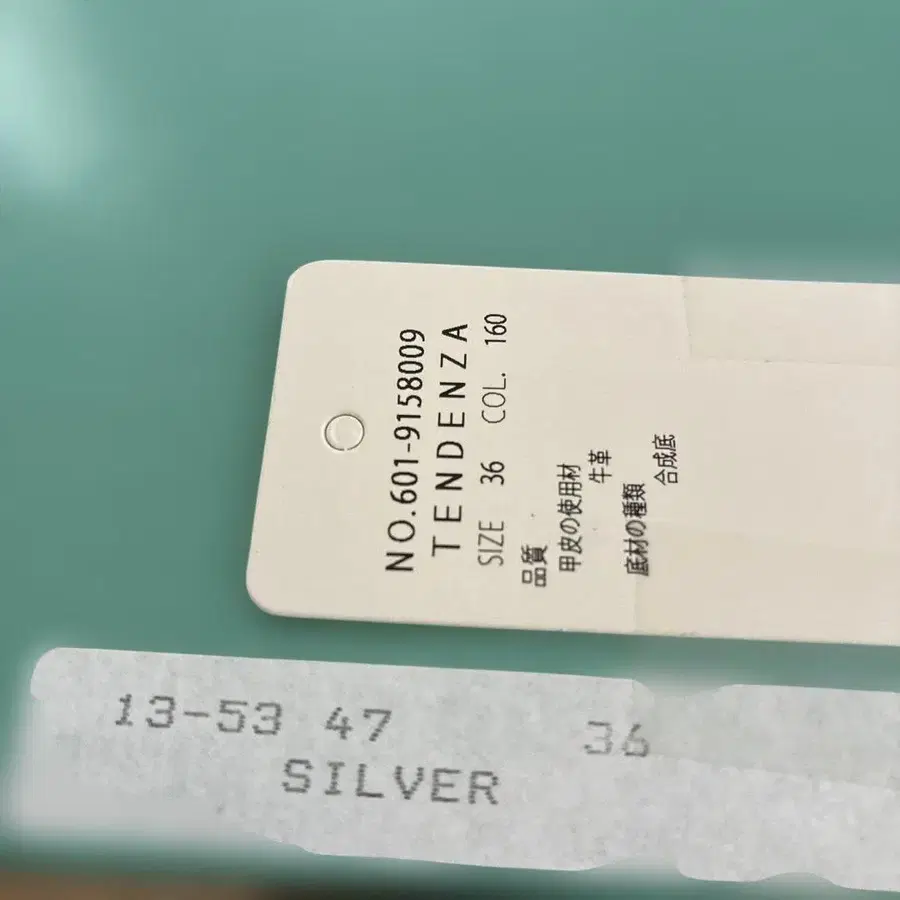 NO.601-9158009
TENDENZA
SIZE 36 COL. 160
品質
甲皮の使用材
牛革
底材の種類
合成底
13-53 47 36
SILVER